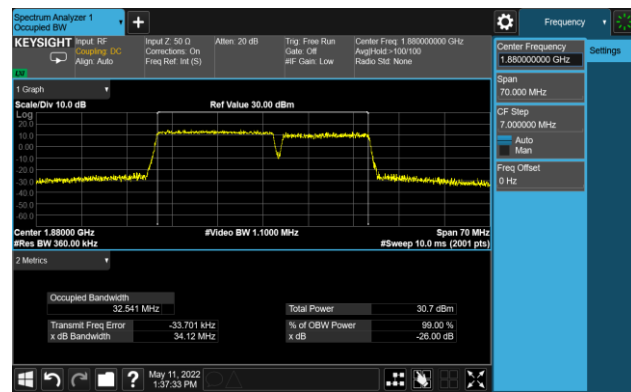 Spectrum Analyzer 1
Occupied BW
Frequency
KEYSIGHT
Input: RF
Coupling: DC
Align: Auto
Input Z: 50 Ω
Corrections: On
Freq Ref: Int (S)
Atten: 20 dB
Trig: Free Run
Gate: Off
#IF Gain: Low
Center Freq: 1.880000000 GHz
Avg|Hold:>100/100
Radio Std: None
Center Frequency
1.880000000 GHz
Settings
Span
70.000 MHz
CF Step
7.000000 MHz
Auto
Man
Freq Offset
0 Hz
1 Graph
Scale/Div 10.0 dB
Ref Value 30.00 dBm
Log
20.0
10.0
0.00
-10.0
-20.0
-30.0
-40.0
-50.0
-60.0
Center 1.88000 GHz
#Video BW 1.1000 MHz
Span 70 MHz
#Res BW 360.00 kHz
#Sweep 10.0 ms (2001 pts)
2 Metrics
Occupied Bandwidth
32.541 MHz
Total Power
30.7 dBm
Transmit Freq Error
-33.701 kHz
% of OBW Power
99.00 %
x dB Bandwidth
34.12 MHz
x dB
-26.00 dB
May 11, 2022
1:37:33 PM